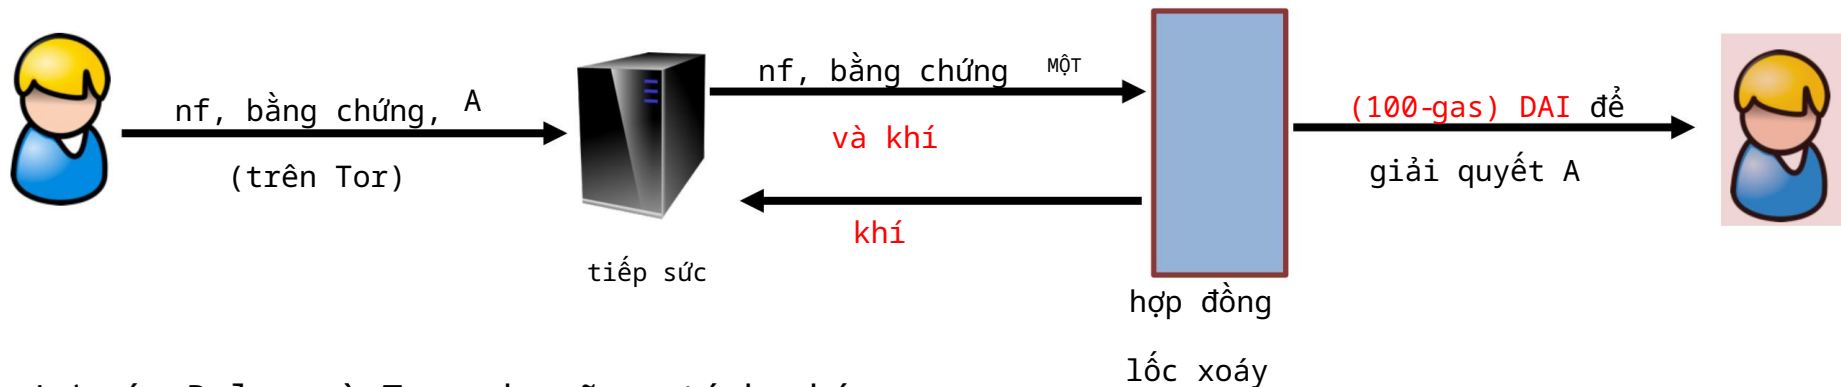 nf, bằng chứng, A
(trên Tor)
tiếp sức
nf, bằng chứng MỘT
và khí
khí
hợp đồng
lốc xoáy
(100-gas) DAI để
giải quyết A